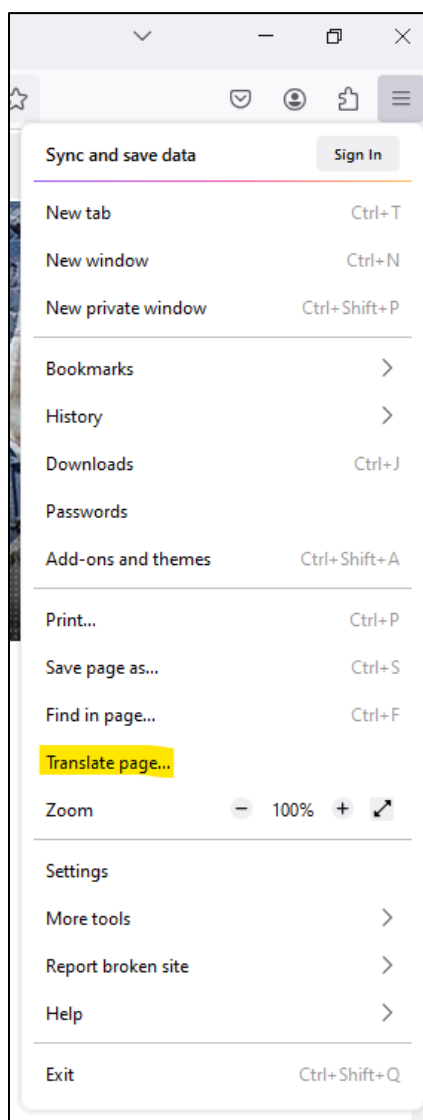 Sync and save data Sign In
New tab Ctrl+T
New window Ctrl+N
New private window Ctrl+Shift+P
Bookmarks
History
Downloads Ctrl+J
Passwords
Add-ons and themes Ctrl+Shift+A
Print... Ctrl+P
Save page as... Ctrl+S
Find in page... Ctrl+F
Translate page...
Zoom − 100% +
Settings
More tools
Report broken site
Help
Exit Ctrl+Shift+Q